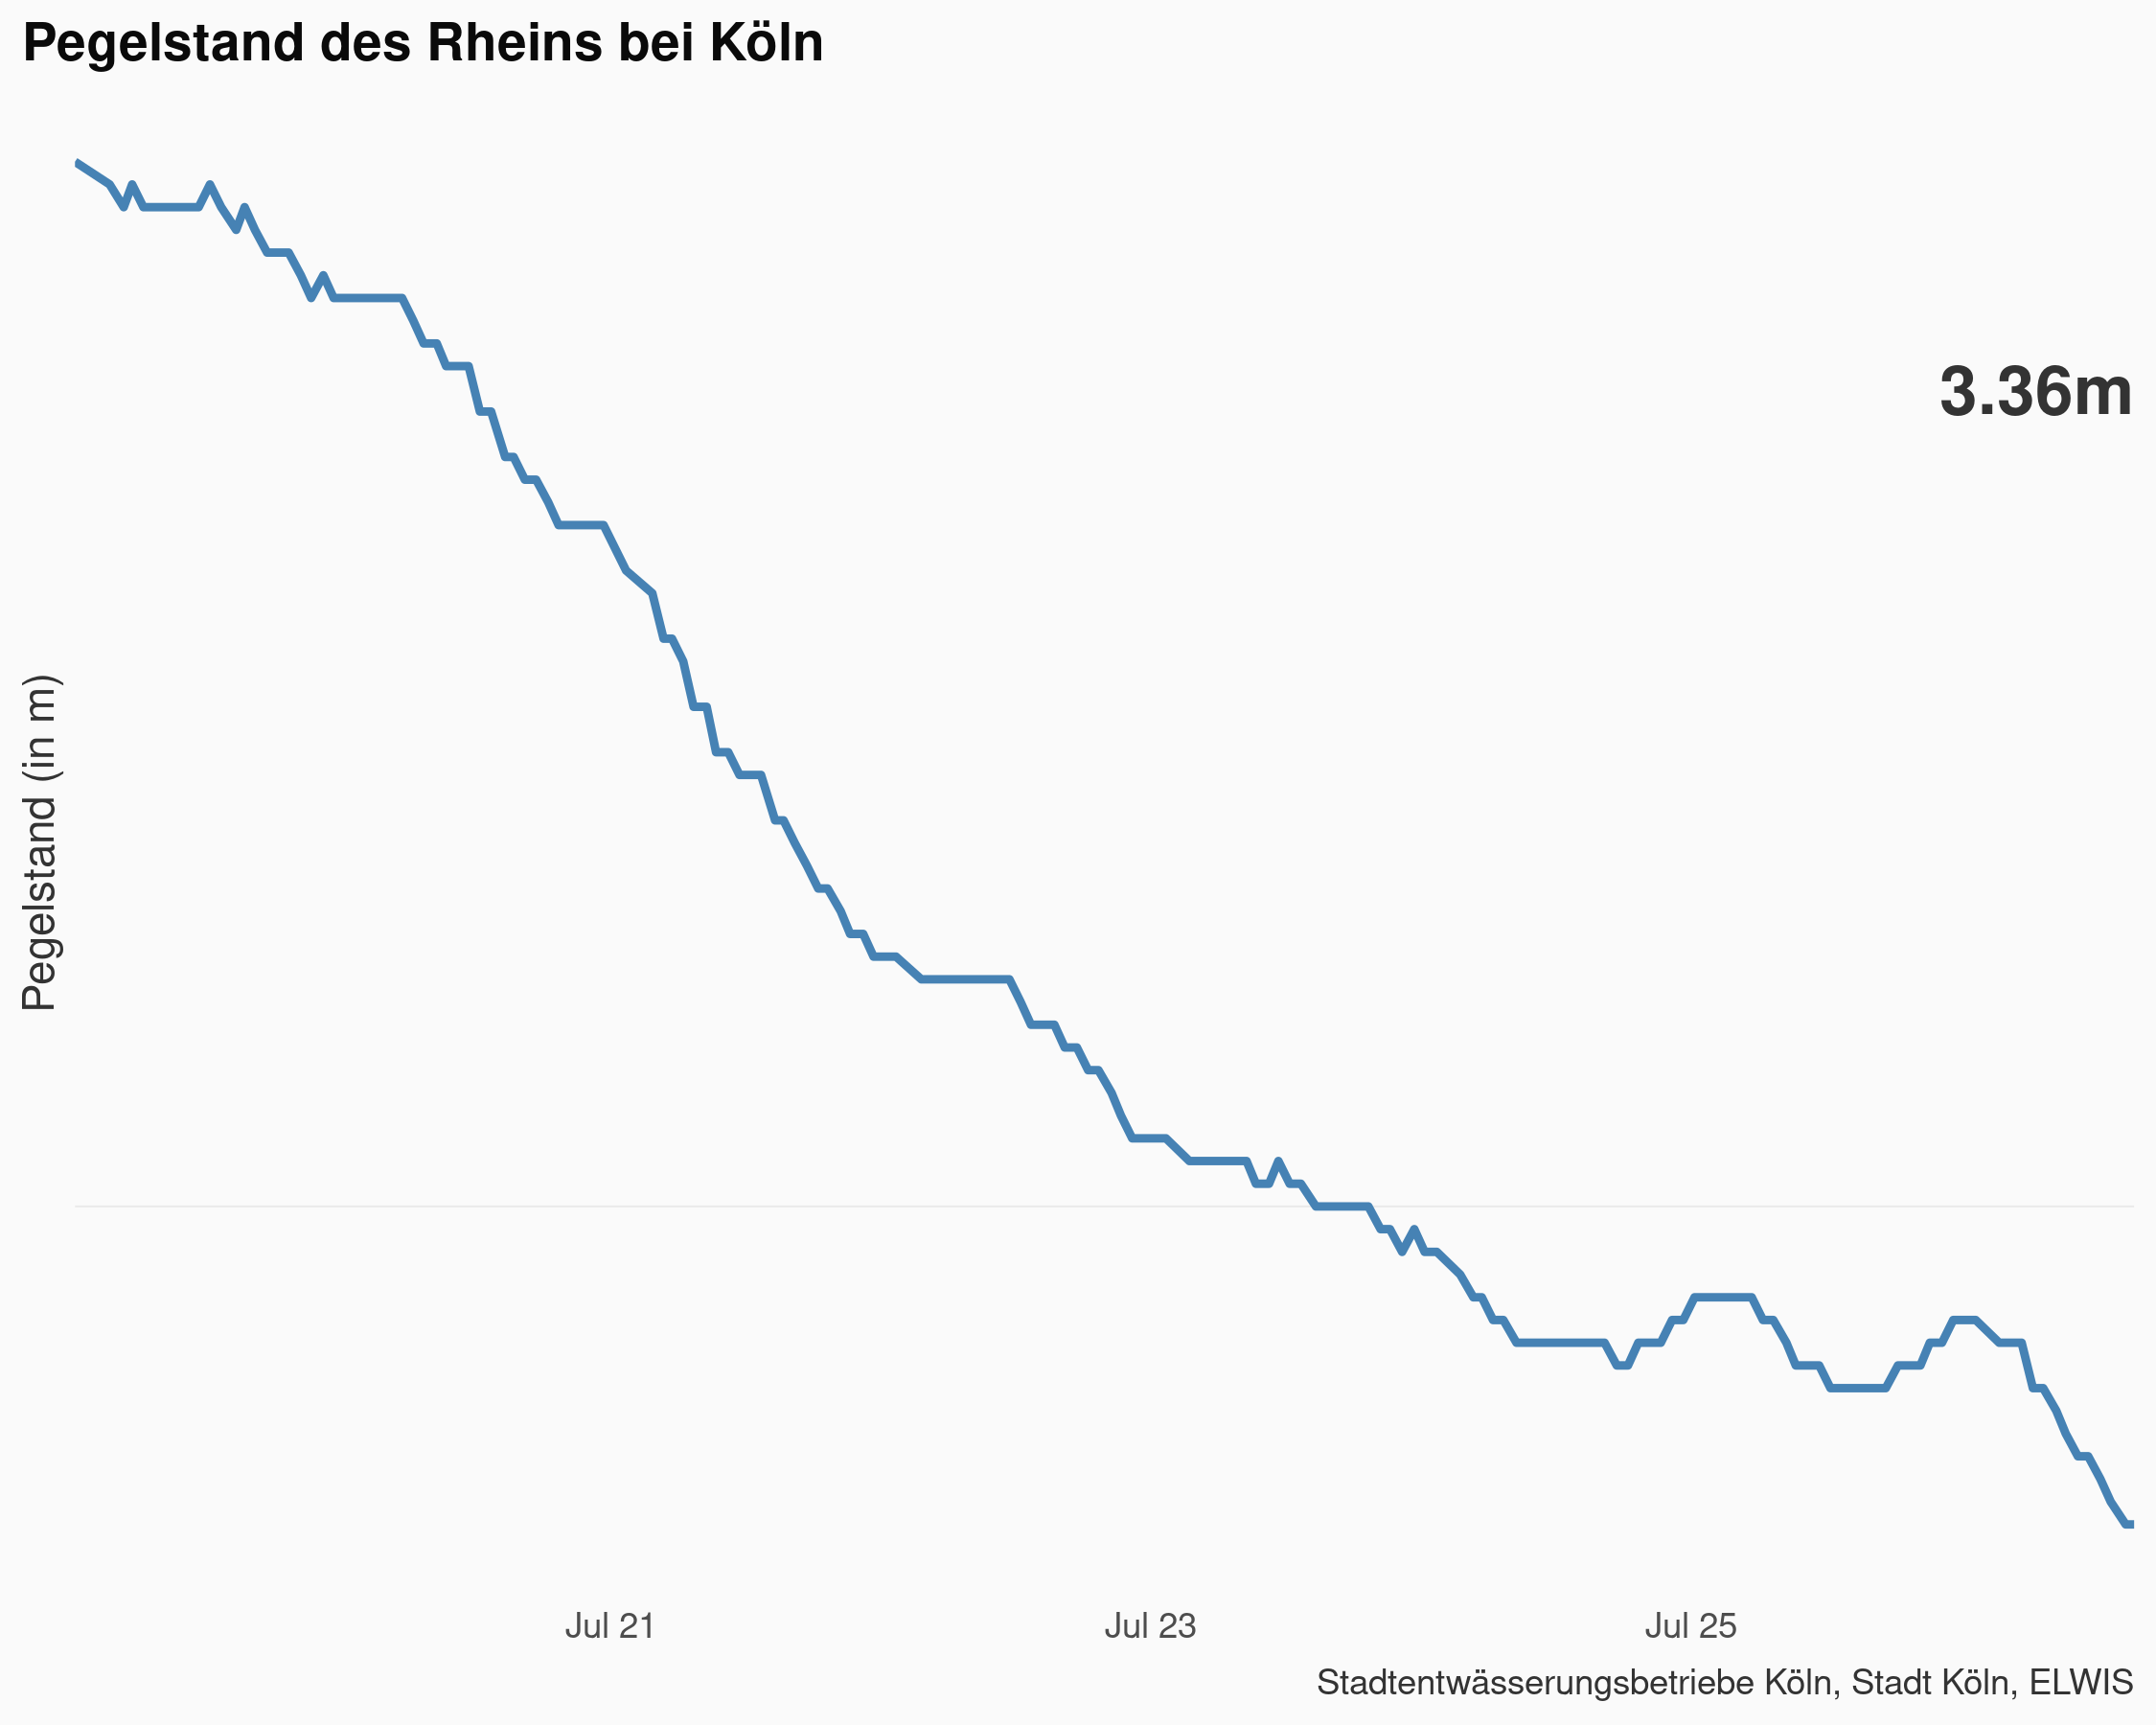 Pegelstand des Rheins bei Köln
3.36m
Pegelstand (in m)
Jul 21
Jul 23
Jul 25
Stadtentwässerungsbetriebe Köln, Stadt Köln, ELWIS